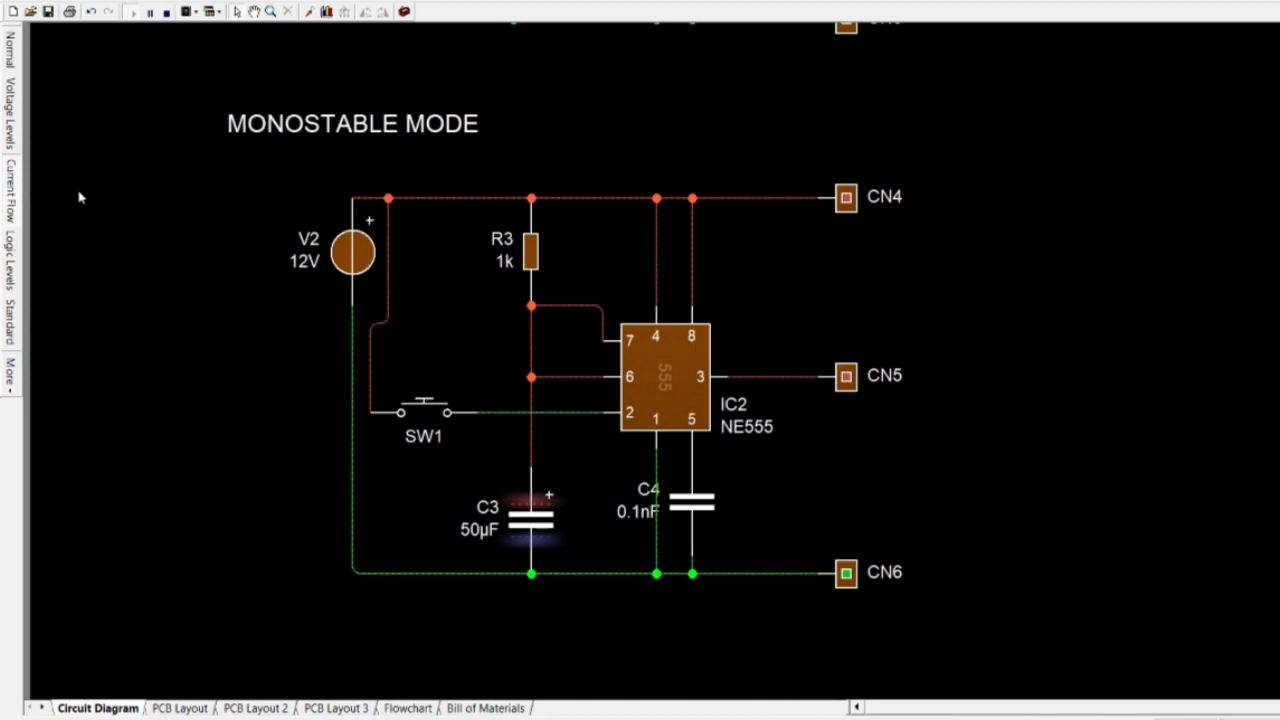 Normal
Voltage Levels
Current Flow
Logic Levels
Standard
More
MONOSTABLE MODE
CN4
+
V2
12V
R3
1k
7
4
8
6
555
3
CN5
2
1
5
IC2
NE555
SW1
+
C3
50µF
C4
0.1nF
CN6
Circuit Diagram
PCB Layout
PCB Layout 2
PCB Layout 3
Flowchart
Bill of Materials